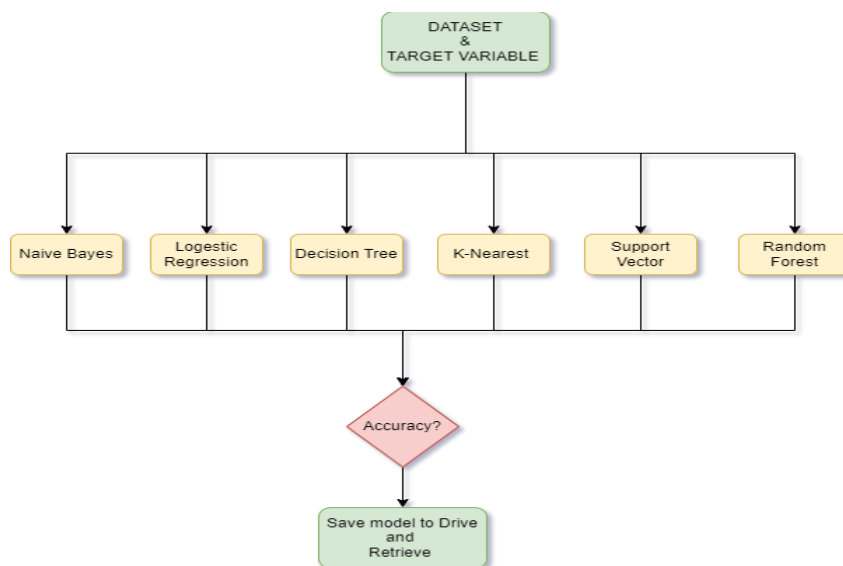 DATASET
&
TARGET VARIABLE
Naive Bayes
Logestic
Regression
Decision Tree
K-Nearest
Support
Vector
Random
Forest
Accuracy?
Save model to Drive
and
Retrieve